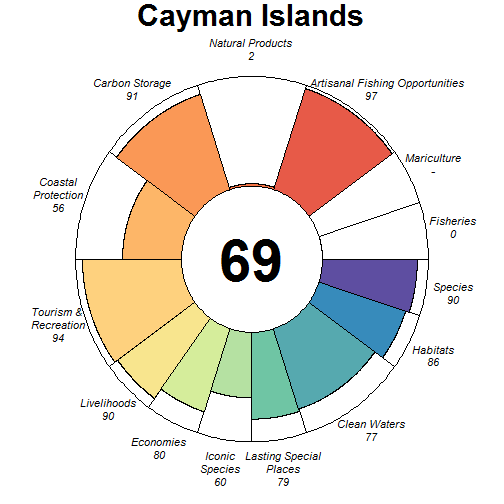 Cayman Islands
Natural Products
2
Carbon Storage
91
Artisanal Fishing Opportunities
97
Mariculture
-
Coastal
Protection
56
Fisheries
0
69
Species
90
Tourism &
Recreation
94
Habitats
86
Livelihoods
90
Clean Waters
77
Economies
80
Iconic
Species
60
Lasting Special
Places
79